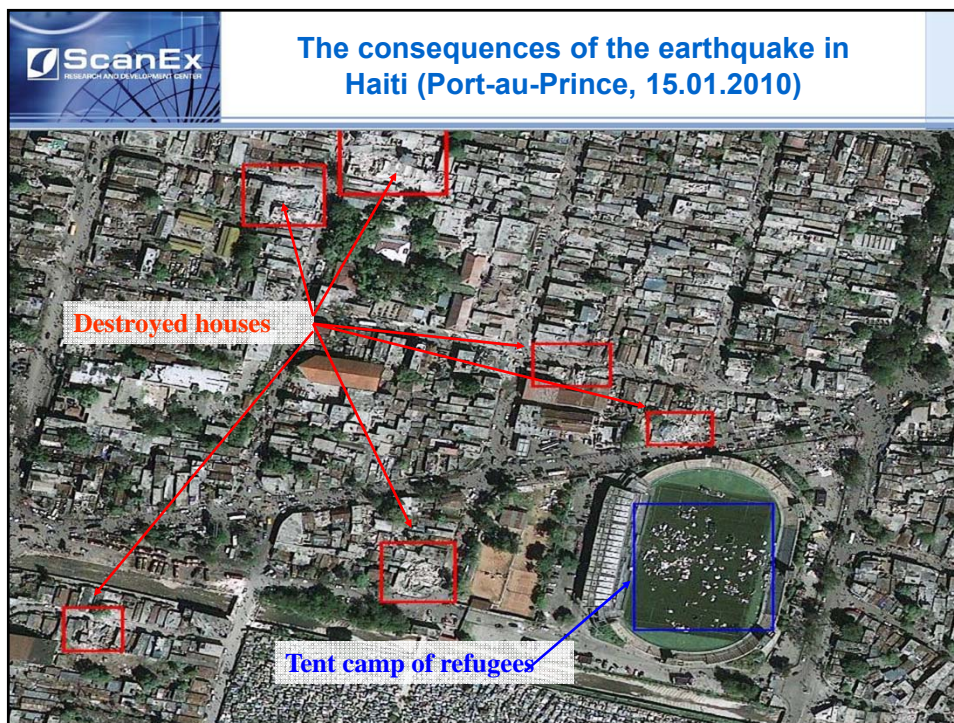 ScanEx
RESEARCH AND DEVELOPMENT CENTER
The consequences of the earthquake in
Haiti (Port-au-Prince, 15.01.2010)
Destroyed houses
Tent camp of refugees